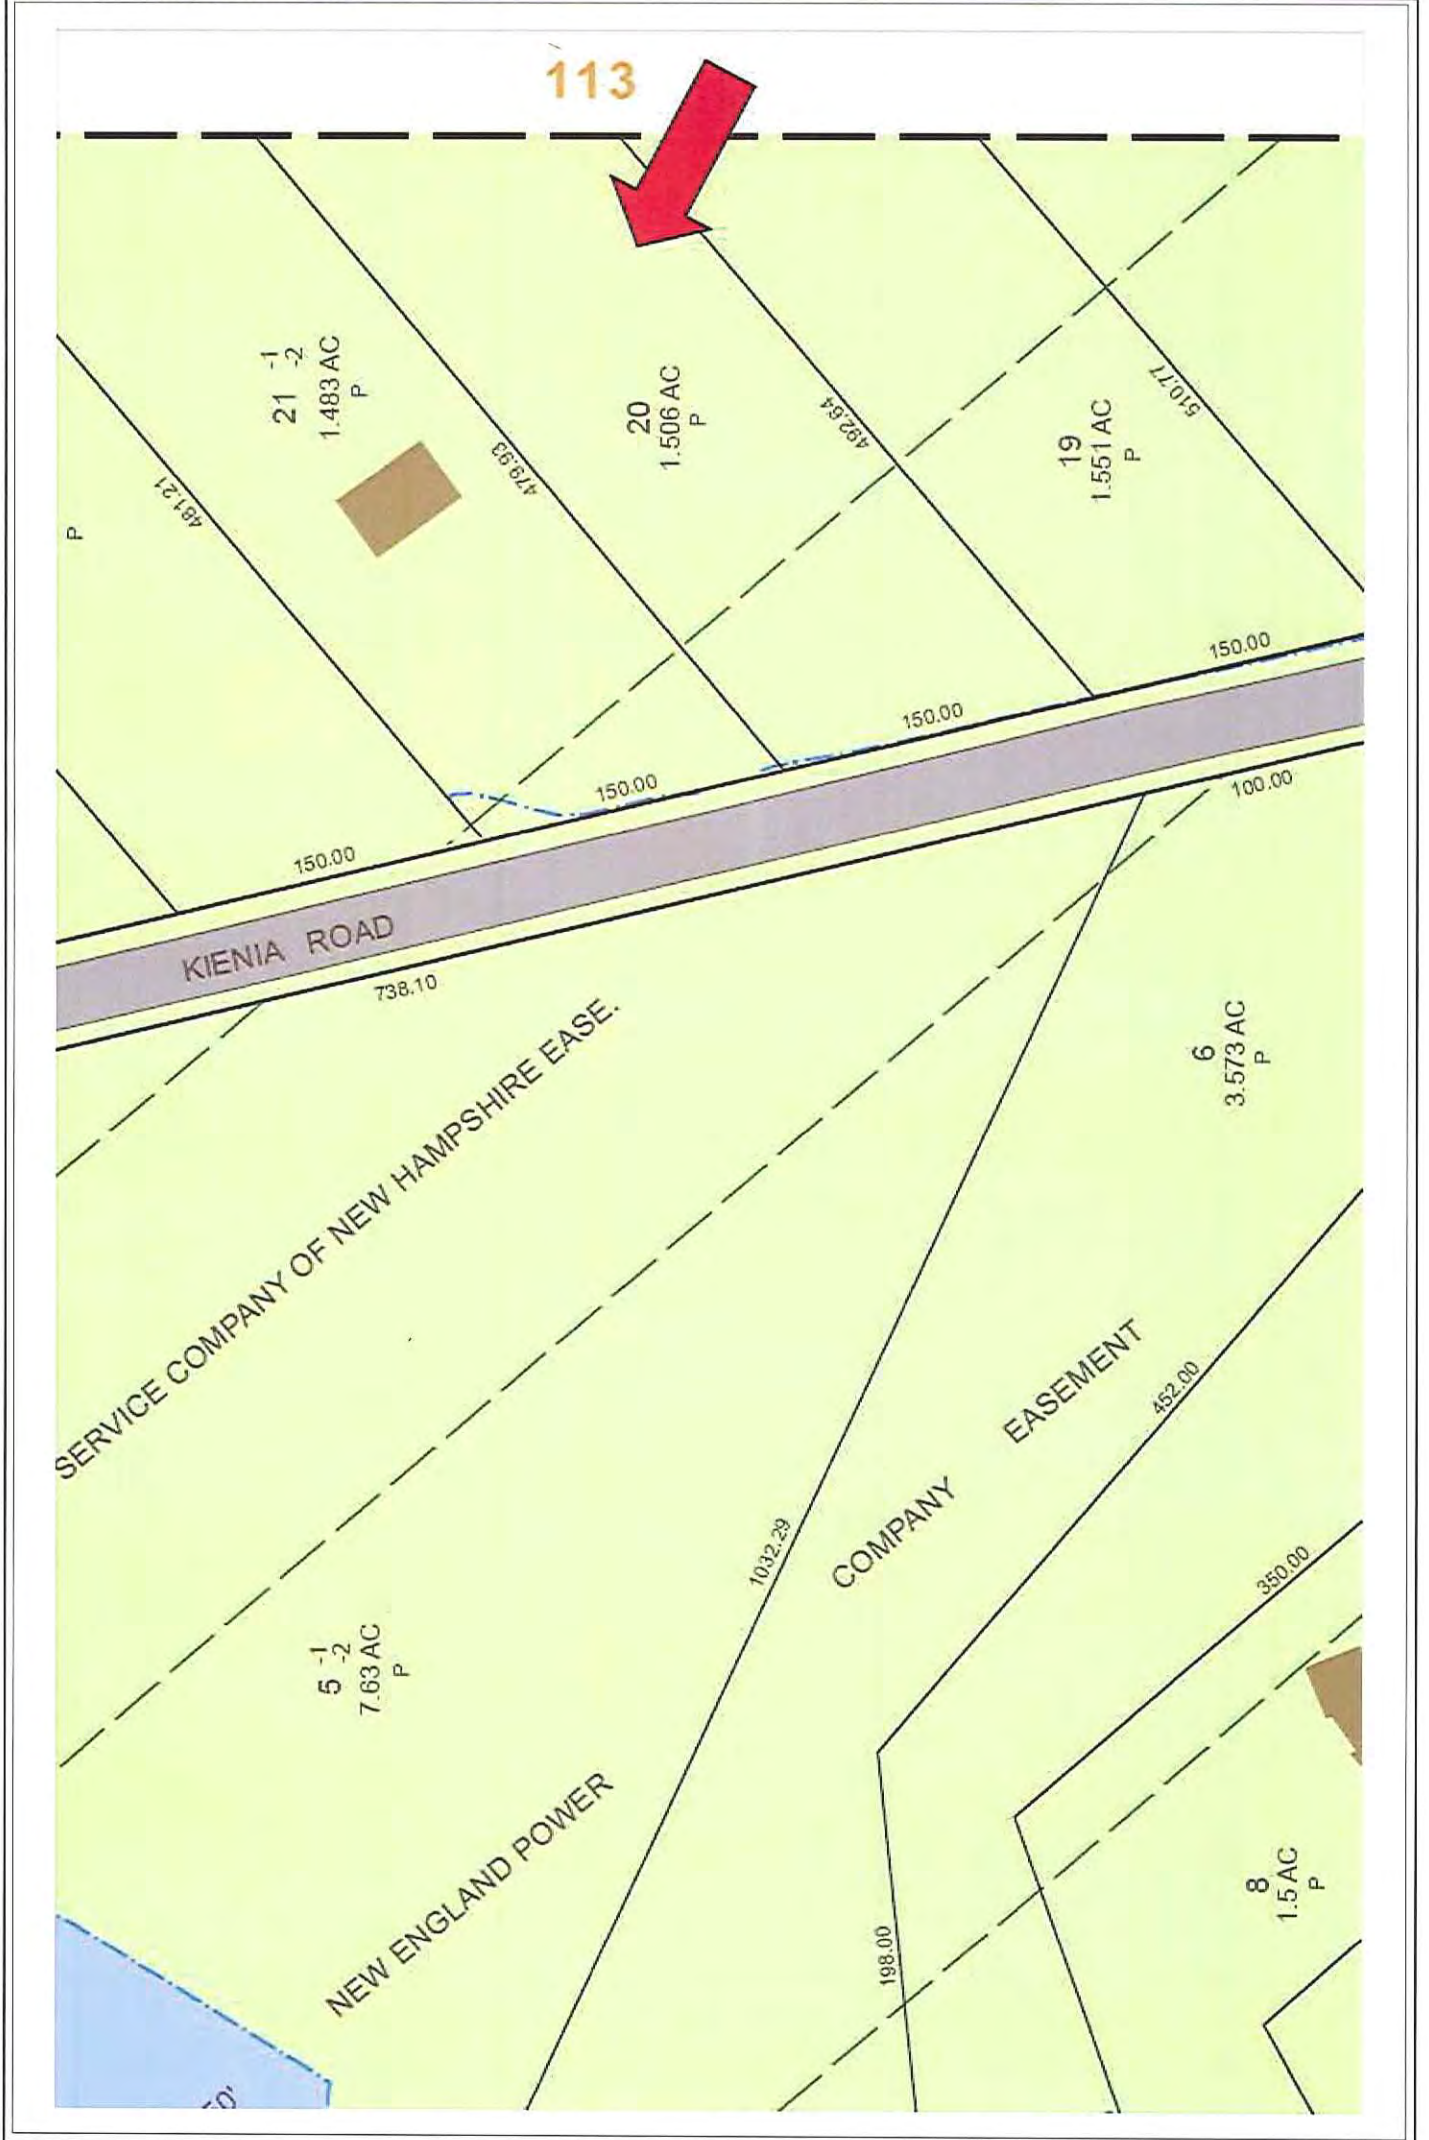 113
21 -1
-2
1.483 AC
P
20
1.506 AC
P
19
1.551 AC
P
P
481.21
479.93
492.64
510.77
150.00
150.00
150.00
150.00
KIENIA ROAD
738.10
100.00
SERVICE COMPANY OF NEW HAMPSHIRE EASE.
6
3.573 AC
P
COMPANY EASEMENT
452.00
1032.29
350.00
5 -1
-2
7.63 AC
P
NEW ENGLAND POWER
198.00
8
1.5 AC
P
50'